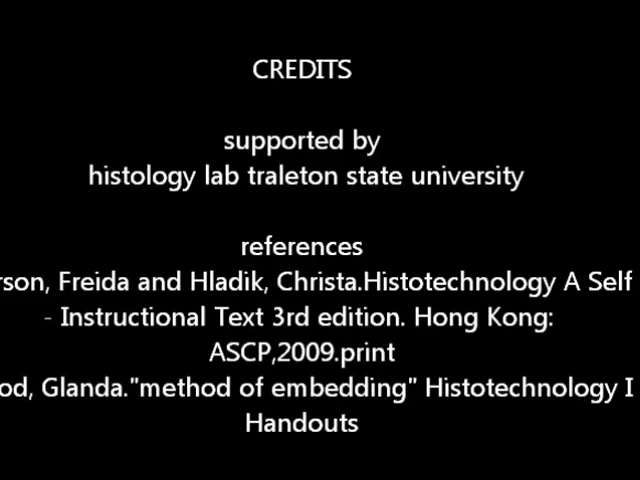 CREDITS
supported by
histology lab traleton state university
references
rson, Freida and Hladik, Christa.Histotechnology A Self
- Instructional Text 3rd edition. Hong Kong:
ASCP,2009.print
od, Glanda."method of embedding" Histotechnology I
Handouts